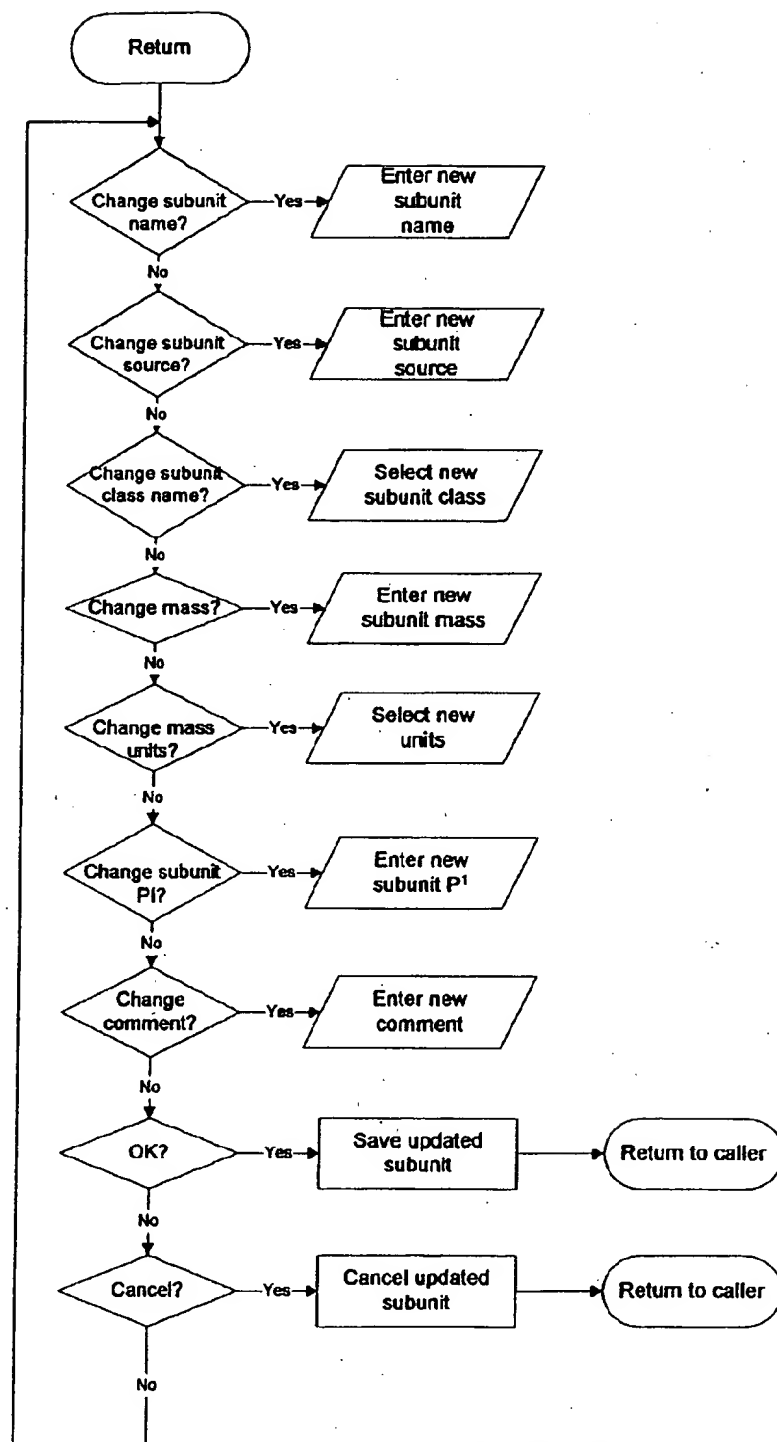 Return
Change subunit
name?
Yes
Enter new
subunit
name
No
Change subunit
source?
Yes
Enter new
subunit
source
No
Change subunit
class name?
Yes
Select new
subunit class
No
Change mass?
Yes
Enter new
subunit mass
No
Change mass
units?
Yes
Select new
units
No
Change subunit
PI?
Yes
Enter new
subunit P¹
No
Change
comment?
Yes
Enter new
comment
No
OK?
Yes
Save updated
subunit
Return to caller
No
Cancel?
Yes
Cancel updated
subunit
Return to caller
No